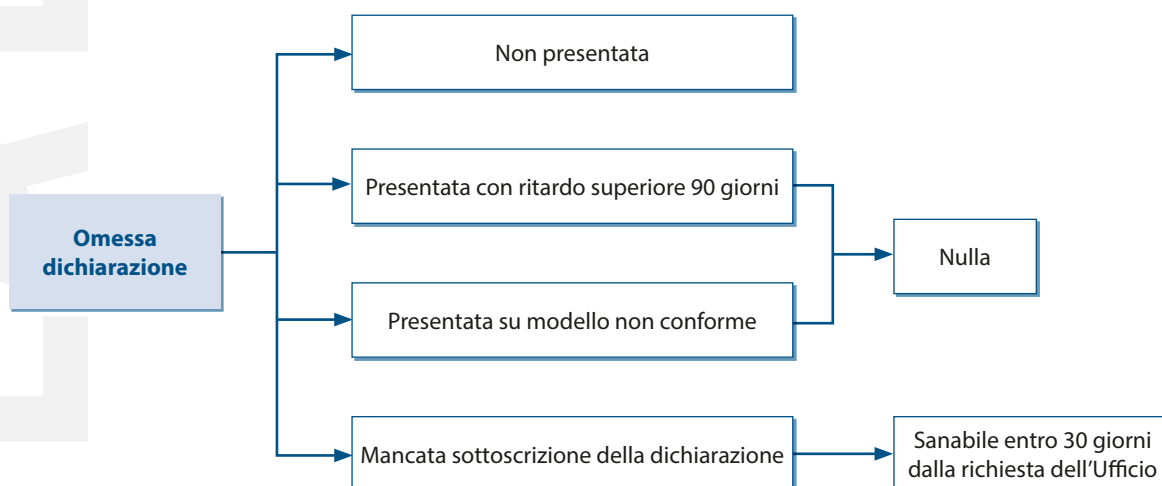 Non presentata
Presentata con ritardo superiore 90 giorni
Omessa
dichiarazione
Nulla
Presentata su modello non conforme
Mancata sottoscrizione della dichiarazione
Sanabile entro 30 giorni
dalla richiesta dell’Ufficio